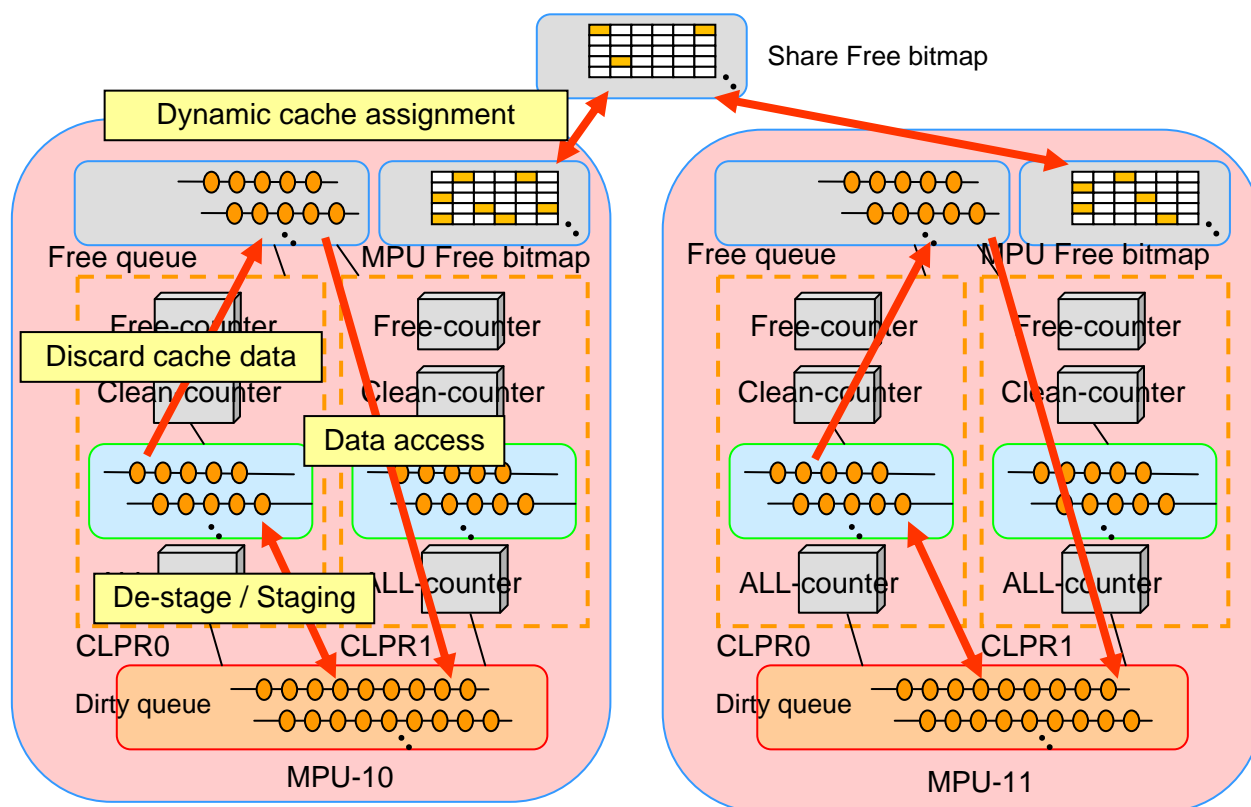 Share Free bitmap
Dynamic cache assignment
Free queue
MPU Free bitmap
Free queue
MPU Free bitmap
Free-counter
Free-counter
Free-counter
Free-counter
Discard cache data
Clean-counter
Clean-counter
Clean-counter
Clean-counter
Data access
ALL-counter
ALL-counter
ALL-counter
De-stage / Staging
CLPR0
CLPR1
CLPR0
CLPR1
Dirty queue
Dirty queue
MPU-10
MPU-11